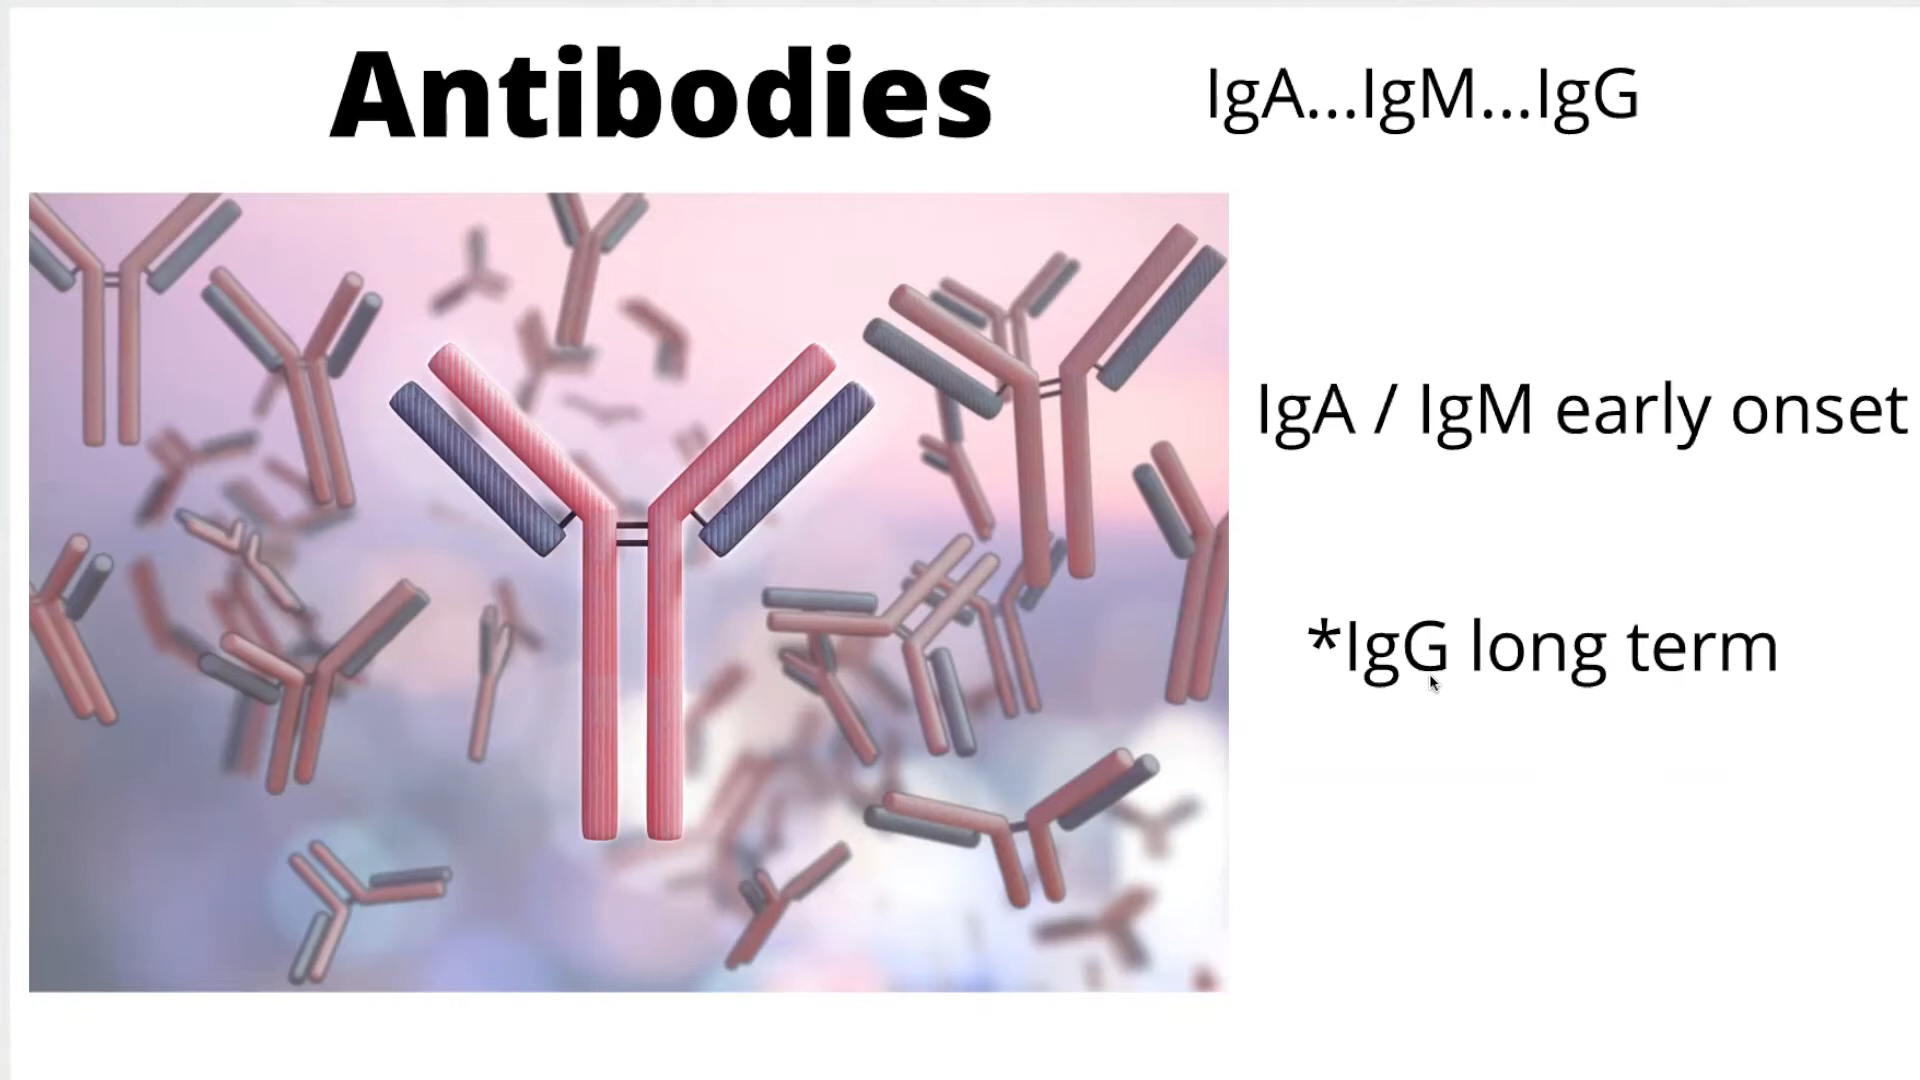 Antibodies
IgA...IgM...IgG
IgA / IgM early onset
*IgG long term